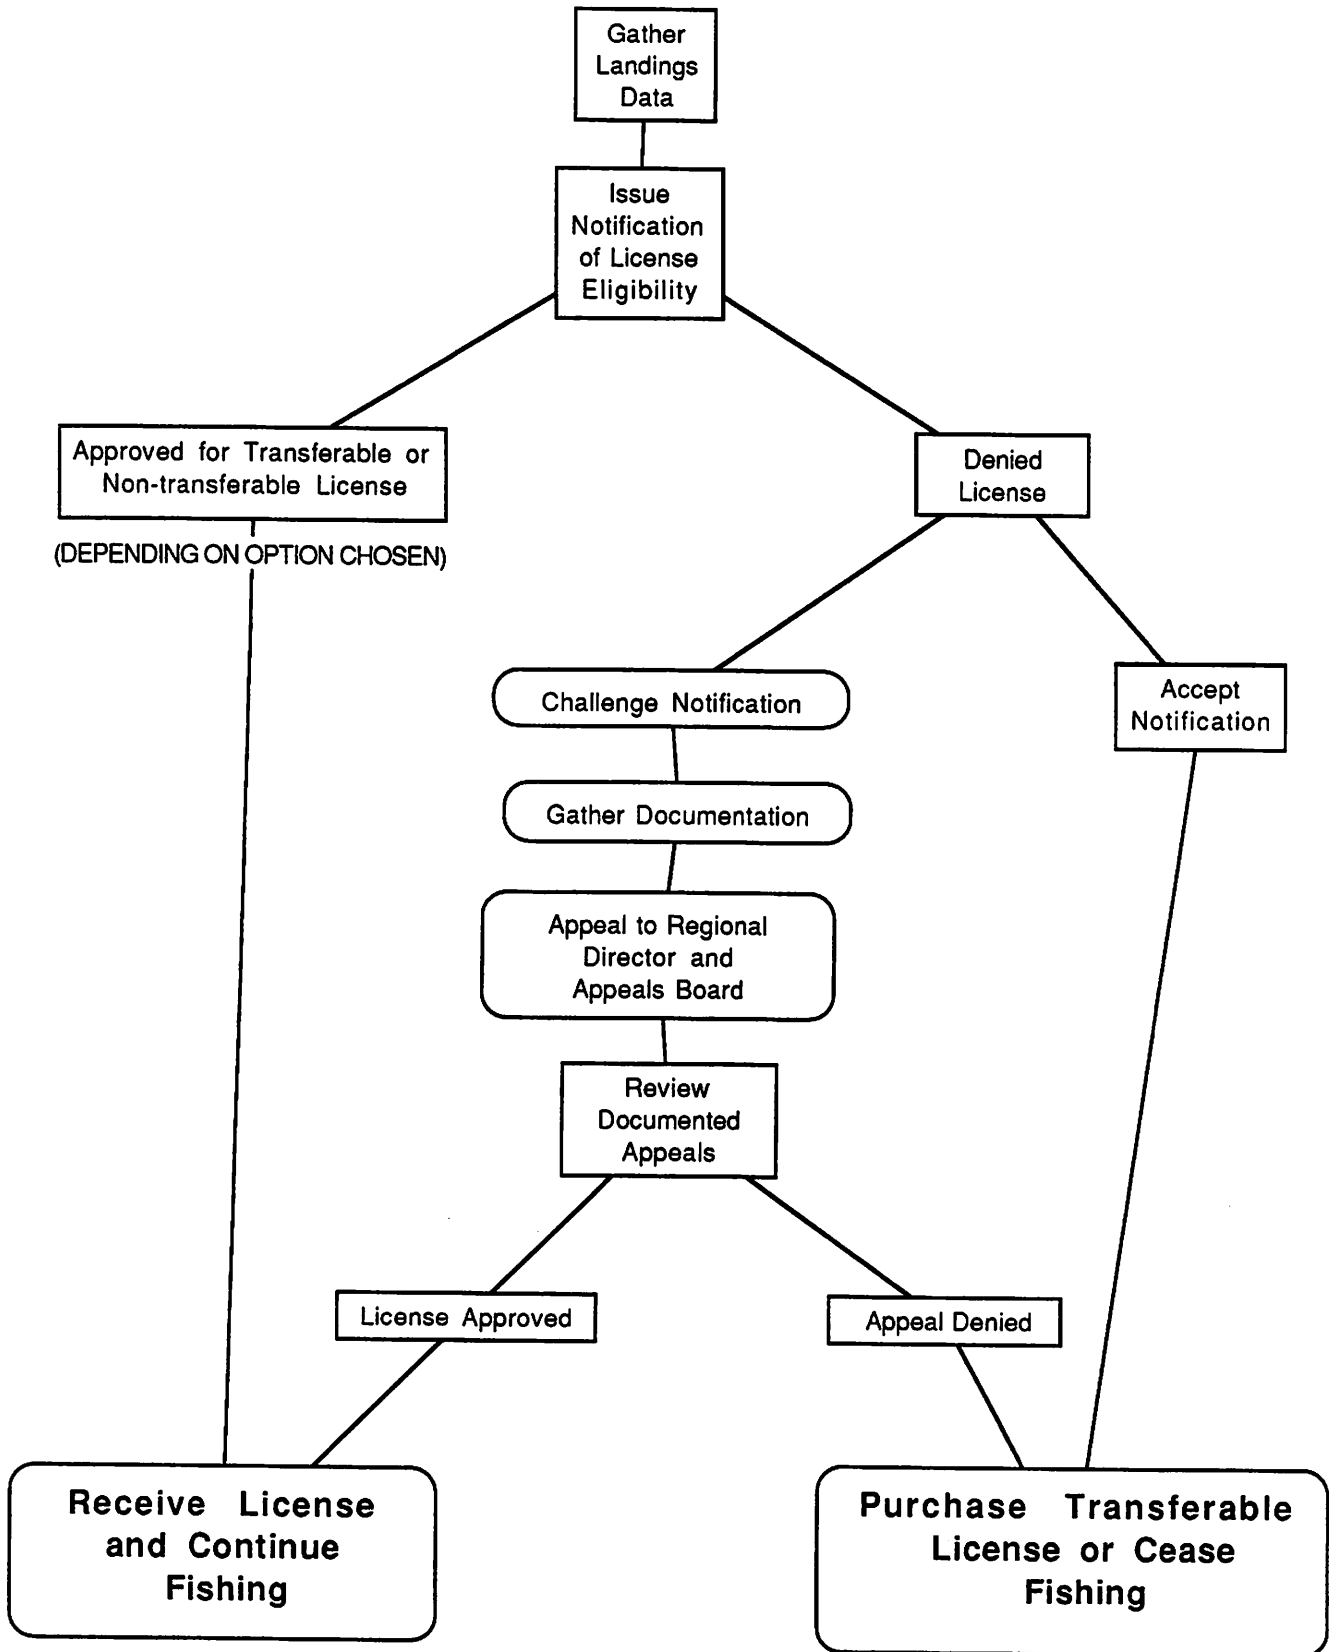 Gather
Landings
Data
Issue
Notification
of License
Eligibility
Approved for Transferable or
Non-transferable License
(DEPENDING ON OPTION CHOSEN)
Denied
License
Challenge Notification
Accept
Notification
Gather Documentation
Appeal to Regional
Director and
Appeals Board
Review
Documented
Appeals
License Approved
Appeal Denied
Receive License
and Continue
Fishing
Purchase Transferable
License or Cease
Fishing